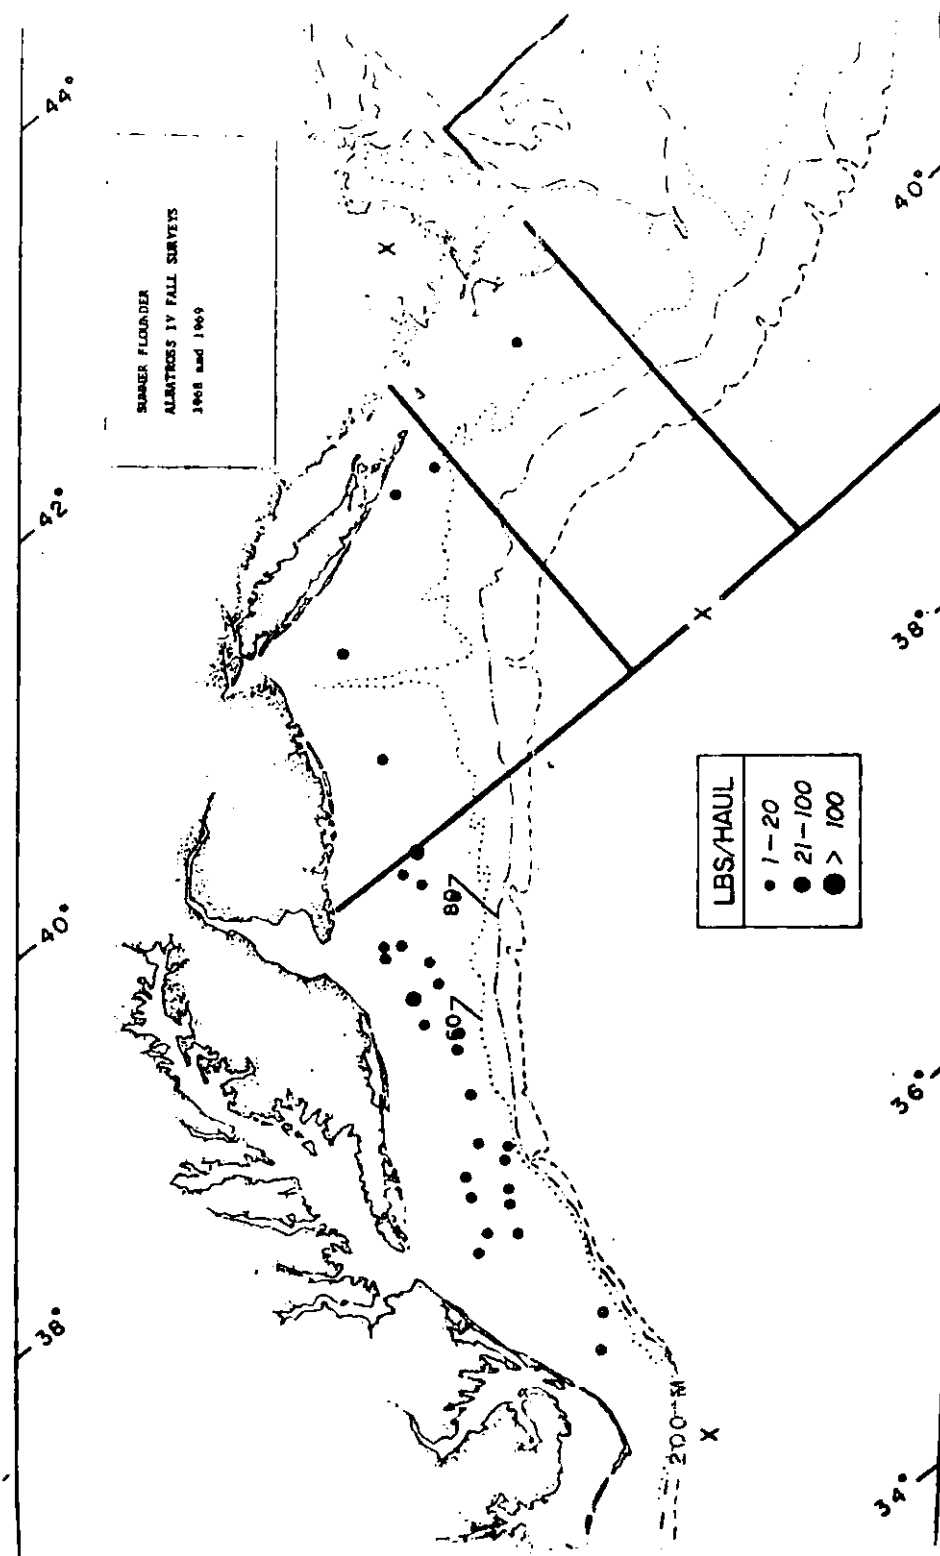 SUMMER FLOUNDER
ALBATROSS IV FALL SURVEYS
1968 and 1969
44°
42°
40°
38°
40°
38°
36°
34°
80
60
200 M
X
X
X
LBS/HAUL
1-20
21-100
> 100